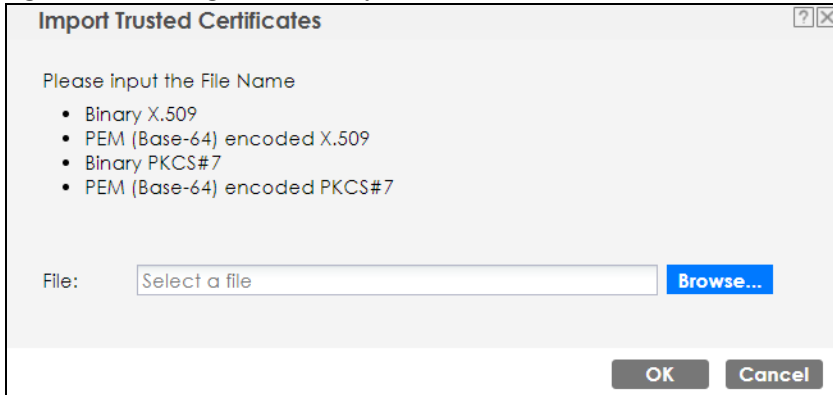 Import Trusted Certificates
Please input the File Name
• Binary X.509
• PEM (Base-64) encoded X.509
• Binary PKCS#7
• PEM (Base-64) encoded PKCS#7
File: Select a file Browse...
OK Cancel